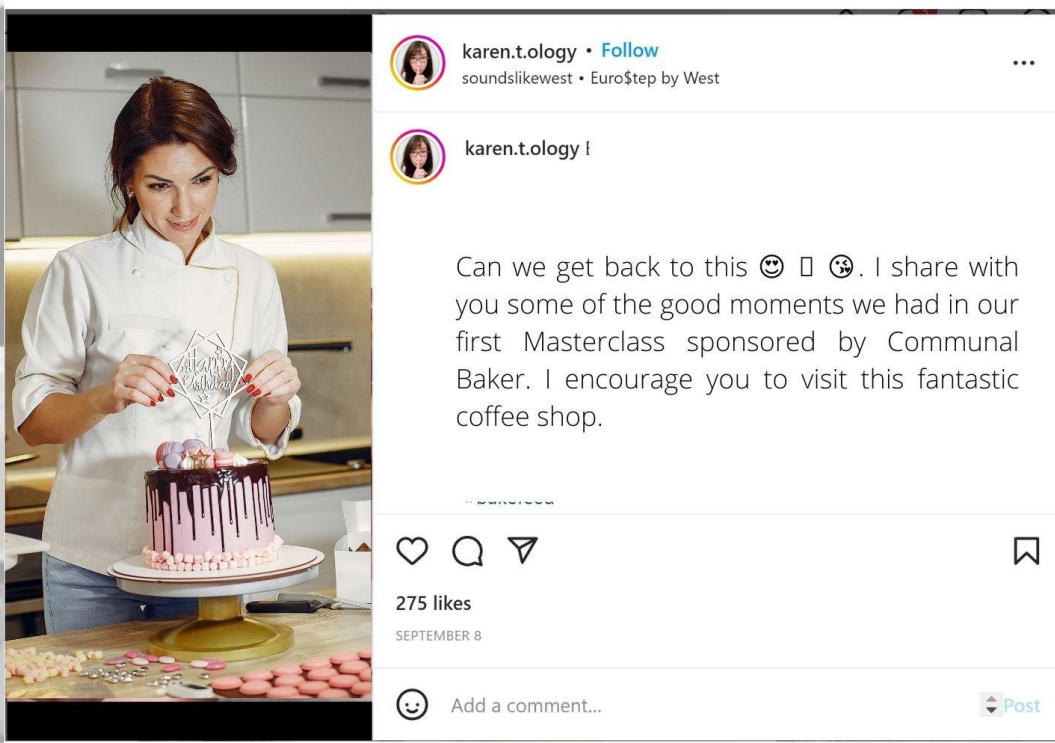 karen.t.ology • Follow
soundslikewest • Euro$tep by West
karen.t.ology
Can we get back to this 😍 ▯ 😘. I share with
you some of the good moments we had in our
first Masterclass sponsored by Communal
Baker. I encourage you to visit this fantastic
coffee shop.
Happy
Birthday
275 likes
SEPTEMBER 8
Add a comment...
Post